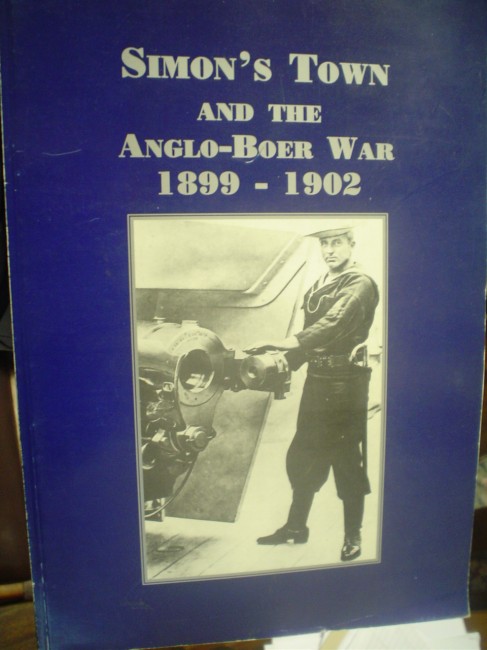 SIMON'S TOWN
AND THE
ANGLO-BOER WAR
1899 - 1902